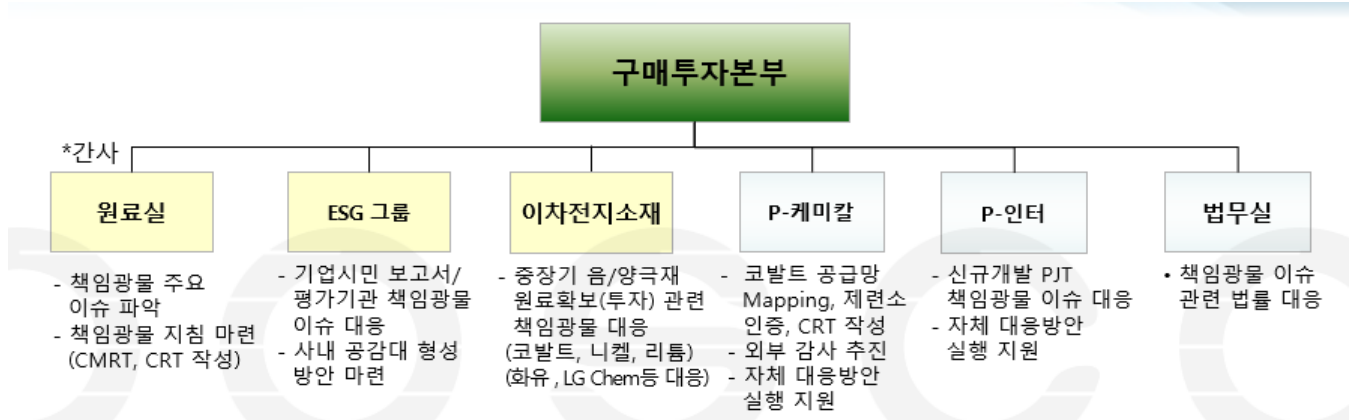 구매투자본부
*간사
원료실
- 책임광물 주요
이슈 파악
- 책임광물 지침 마련
(CMRT, CRT 작성)
ESG 그룹
- 기업시민 보고서/
평가기관 책임광물
이슈 대응
- 사내 공감대 형성
방안 마련
이차전지소재
- 중장기 음/양극재
원료확보(투자) 관련
책임광물 대응
(코발트, 니켈, 리튬)
(화유, LG Chem등 대응)
P-케미칼
- 코발트 공급망
Mapping, 제련소
인증, CRT 작성
- 외부 감사 추진
- 자체 대응방안
실행 지원
P-인터
- 신규개발 PJT
책임광물 이슈 대응
- 자체 대응방안
실행 지원
법무실
• 책임광물 이슈
관련 법률 대응
posco